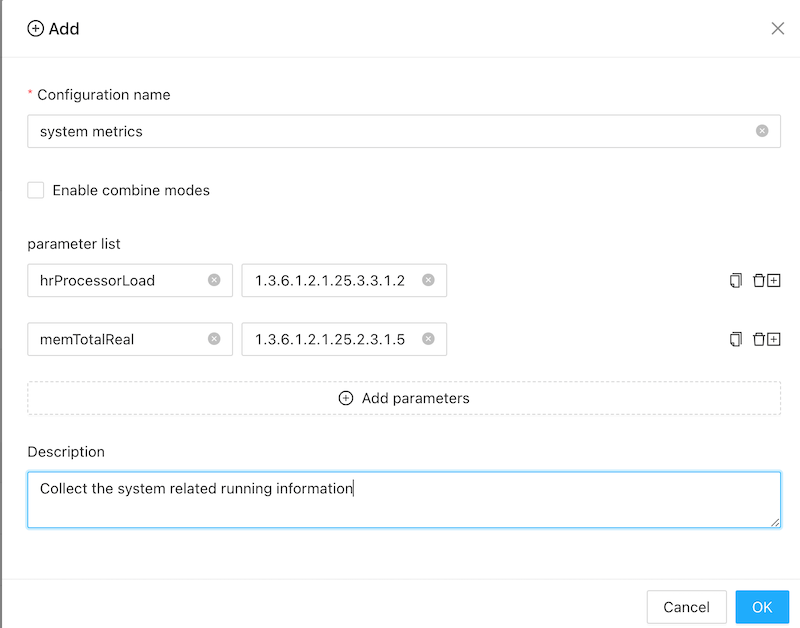 Add
* Configuration name
system metrics
Enable combine modes
parameter list
hrProcessorLoad 1.3.6.1.2.1.25.3.3.1.2
memTotalReal 1.3.6.1.2.1.25.2.3.1.5
Add parameters
Description
Collect the system related running information
Cancel OK